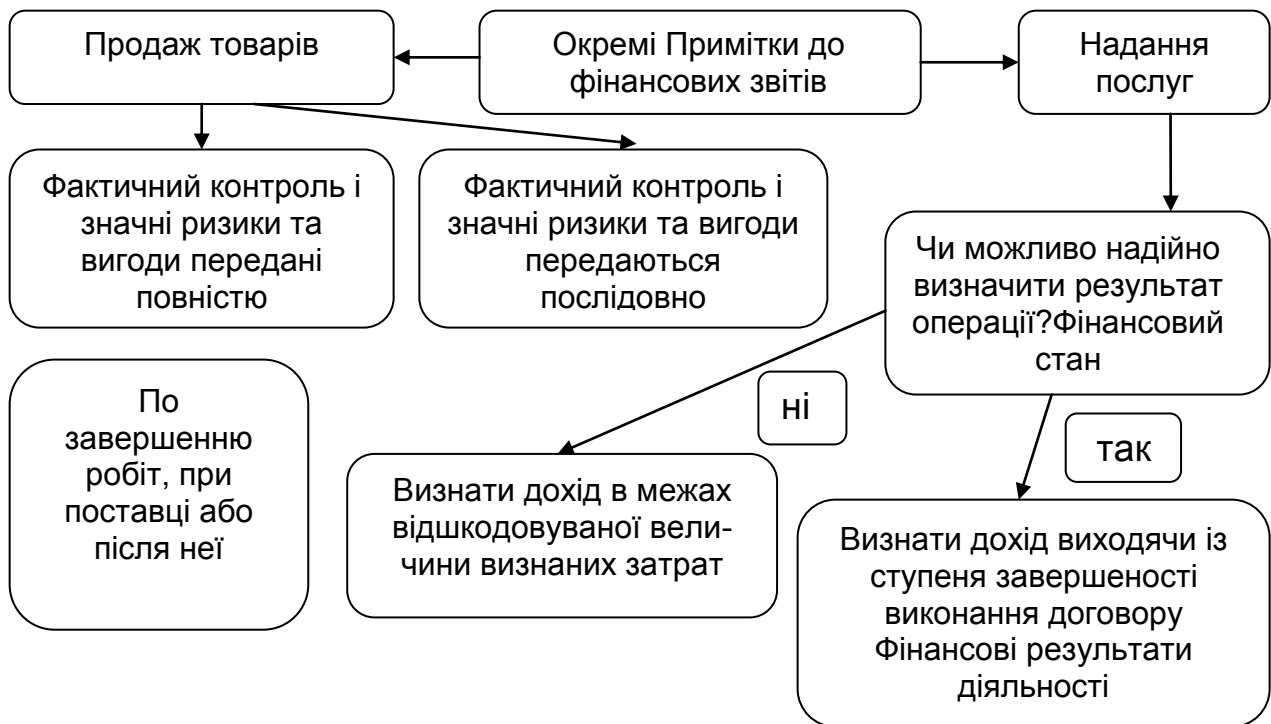 Продаж товарів
Окремі Примітки до
фінансових звітів
Надання
послуг
Фактичний контроль і
значні ризики та
вигоди передані
повністю
Фактичний контроль і
значні ризики та вигоди
передаються
послідовно
Чи можливо надійно
визначити результат
операції?Фінансовий
стан
По
завершенню
робіт, при
поставці або
після неї
ні
так
Визнати дохід в межах
відшкодовуваної вели-
чини визнаних затрат
Визнати дохід виходячи із
ступеня завершеності
виконання договору
Фінансові результати
діяльності